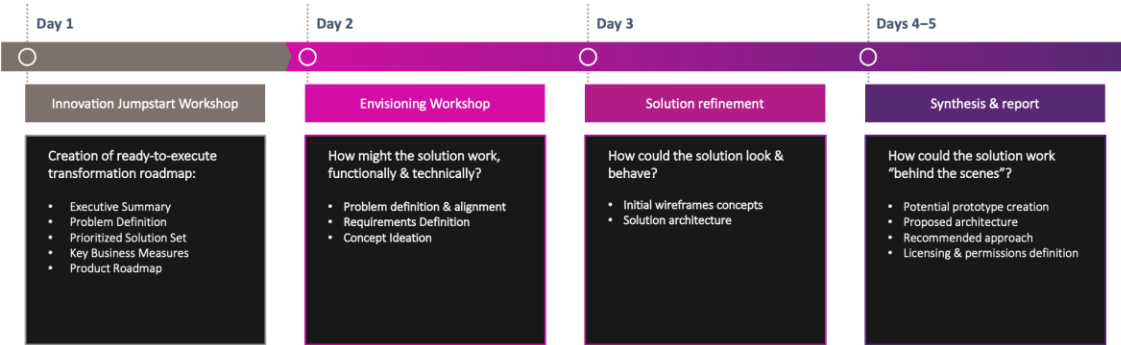 Day 1
Day 2
Day 3
Days 4–5
Innovation Jumpstart Workshop
Envisioning Workshop
Solution refinement
Synthesis & report
Creation of ready-to-execute
transformation roadmap:
• Executive Summary
• Problem Definition
• Prioritized Solution Set
• Key Business Measures
• Product Roadmap
How might the solution work,
functionally & technically?
• Problem definition & alignment
• Requirements Definition
• Concept Ideation
How could the solution look &
behave?
• Initial wireframes concepts
• Solution architecture
How could the solution work
“behind the scenes”?
• Potential prototype creation
• Proposed architecture
• Recommended approach
• Licensing & permissions definition